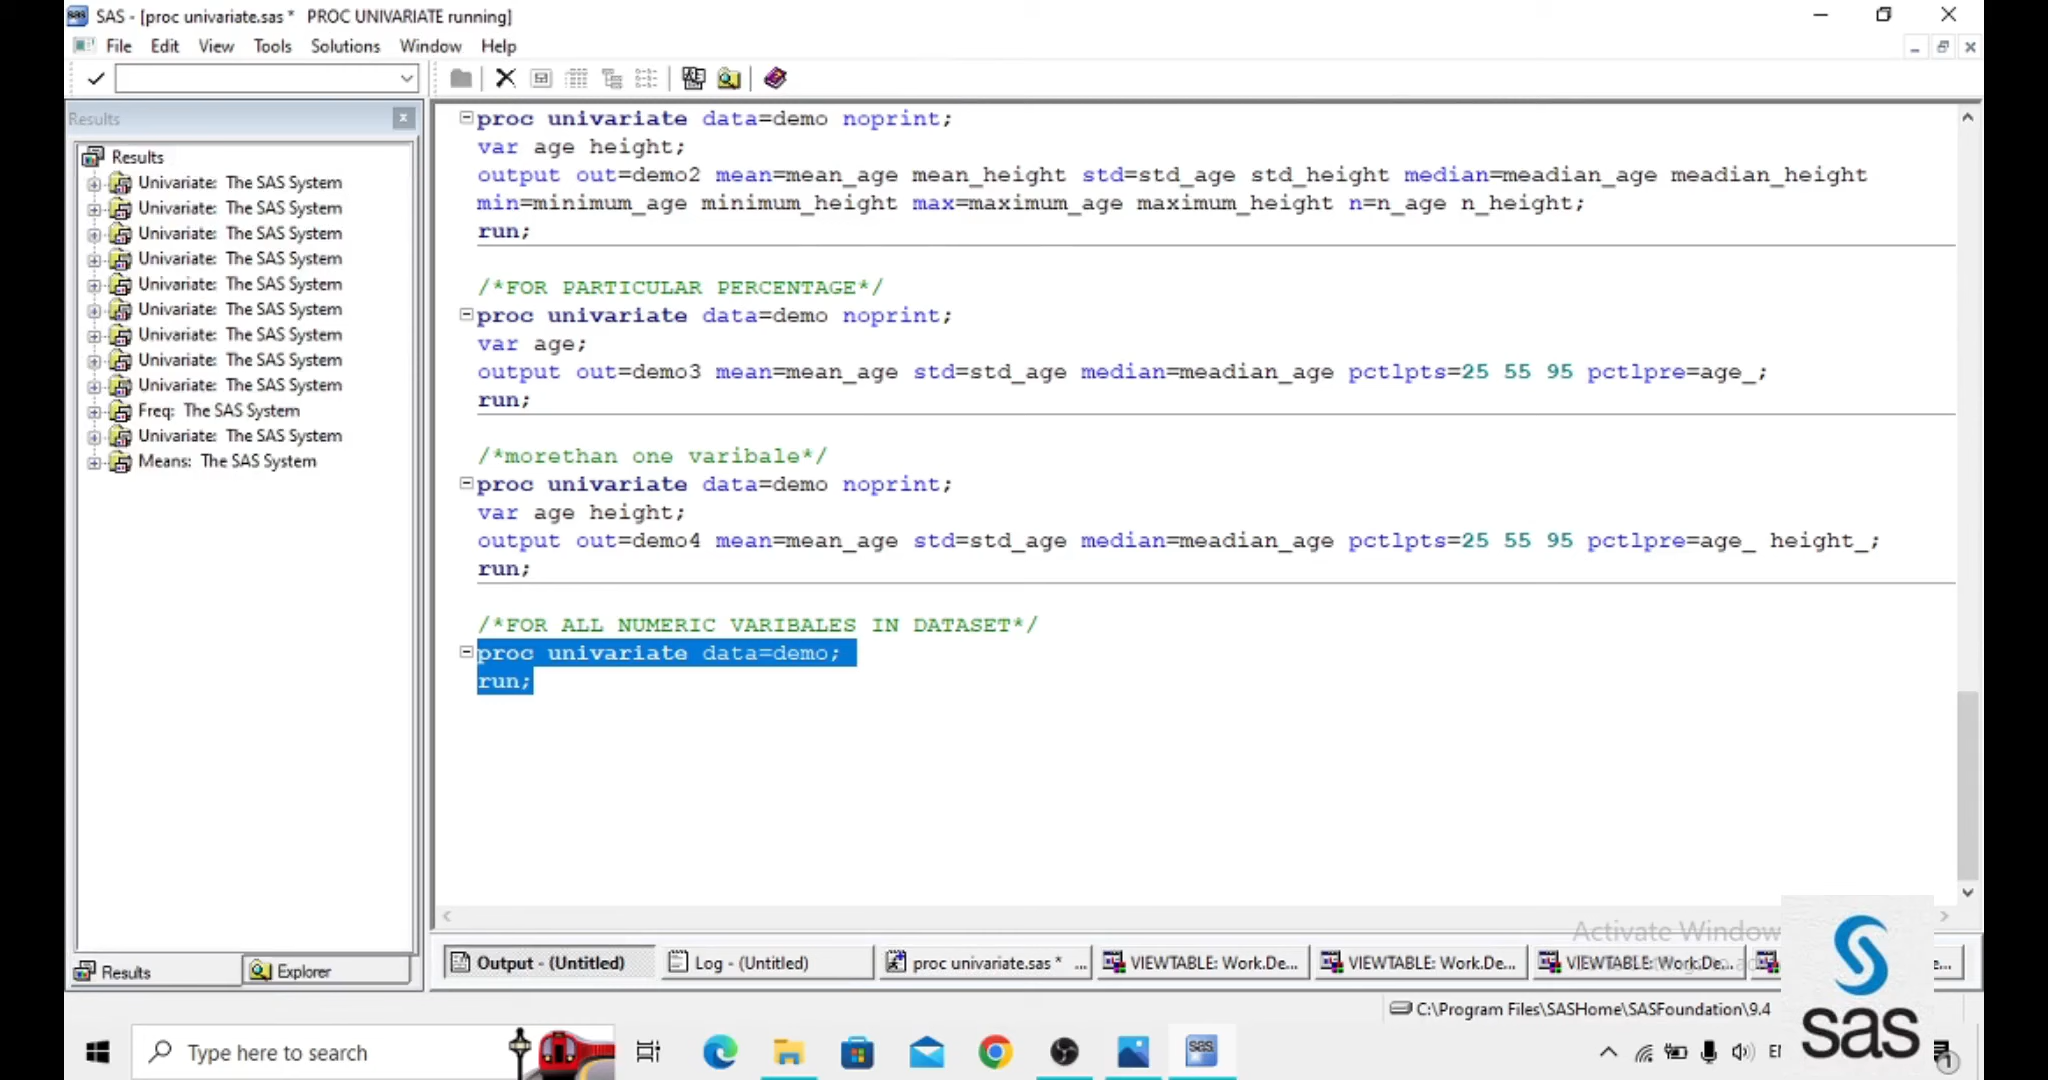 SAS - [proc univariate.sas * PROC UNIVARIATE running]
File Edit View Tools Solutions Window Help
Results
Results
Univariate: The SAS System
Univariate: The SAS System
Univariate: The SAS System
Univariate: The SAS System
Univariate: The SAS System
Univariate: The SAS System
Univariate: The SAS System
Univariate: The SAS System
Univariate: The SAS System
Freq: The SAS System
Univariate: The SAS System
Means: The SAS System
Results Explorer
proc univariate data=demo noprint;
var age height;
output out=demo2 mean=mean_age mean_height std=std_age std_height median=meadian_age meadian_height
min=minimum_age minimum_height max=maximum_age maximum_height n=n_age n_height;
run;
/*FOR PARTICULAR PERCENTAGE*/
proc univariate data=demo noprint;
var age;
output out=demo3 mean=mean_age std=std_age median=meadian_age pctlpts=25 55 95 pctlpre=age_;
run;
/*morethan one varibale*/
proc univariate data=demo noprint;
var age height;
output out=demo4 mean=mean_age std=std_age median=meadian_age pctlpts=25 55 95 pctlpre=age_ height_;
run;
/*FOR ALL NUMERIC VARIBALES IN DATASET*/
proc univariate data=demo;
run;
Activate Window
Output - (Untitled) Log - (Untitled) proc univariate.sas * ... VIEWTABLE: Work.De... VIEWTABLE: Work.De... VIEWTABLE: Work.De... e...
C:\Program Files\SASHome\SASFoundation\9.4
Type here to search
sas
1
sas